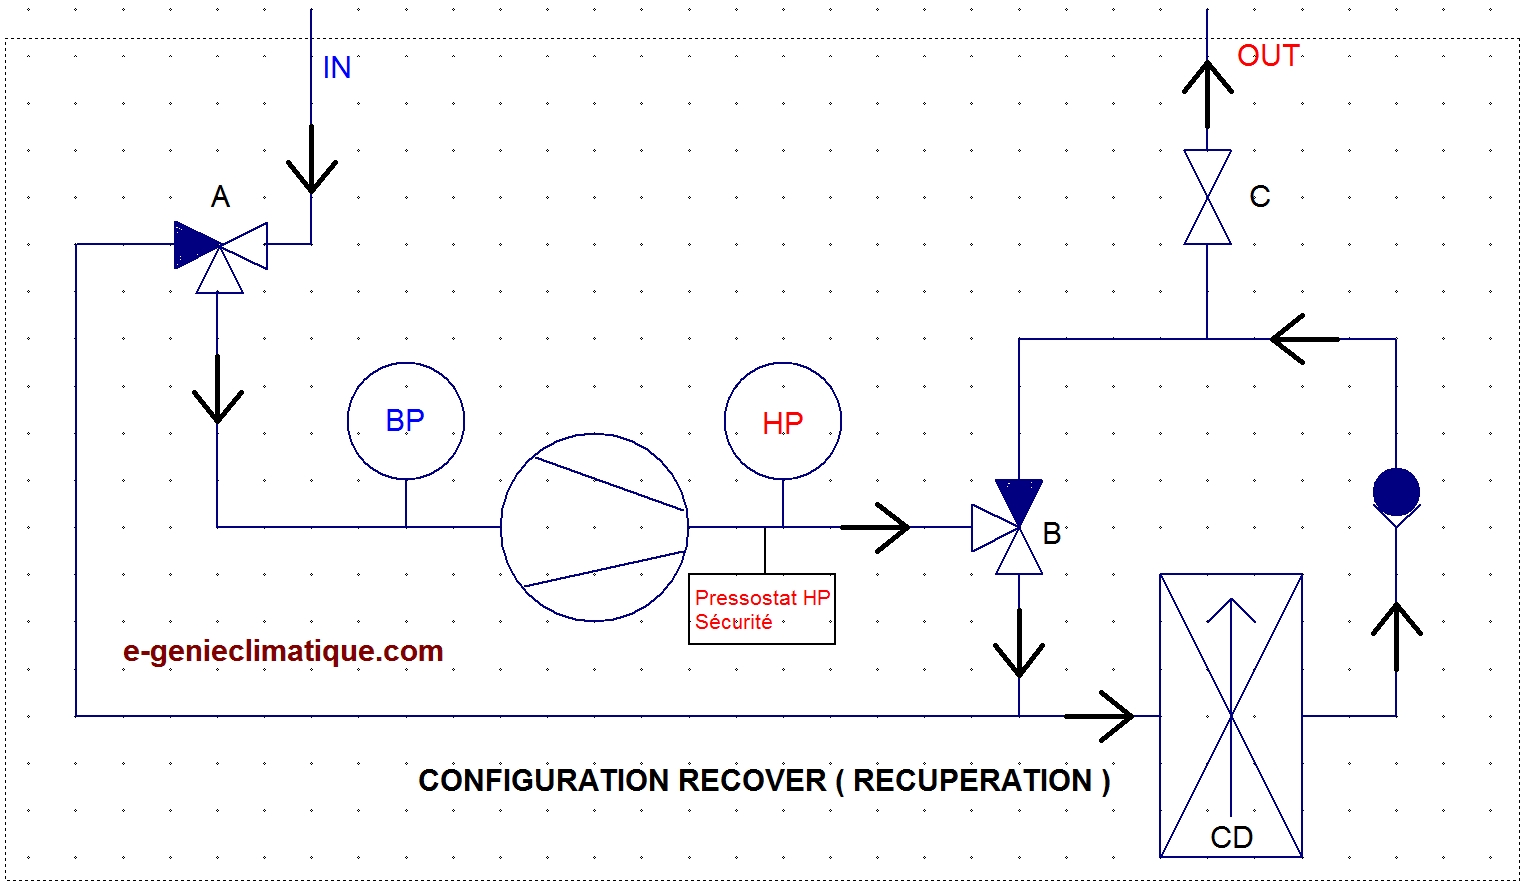 IN
OUT
A
C
BP
HP
B
Pressostat HP
Sécurité
e-genieclimatique.com
CONFIGURATION RECOVER ( RECUPERATION )
CD